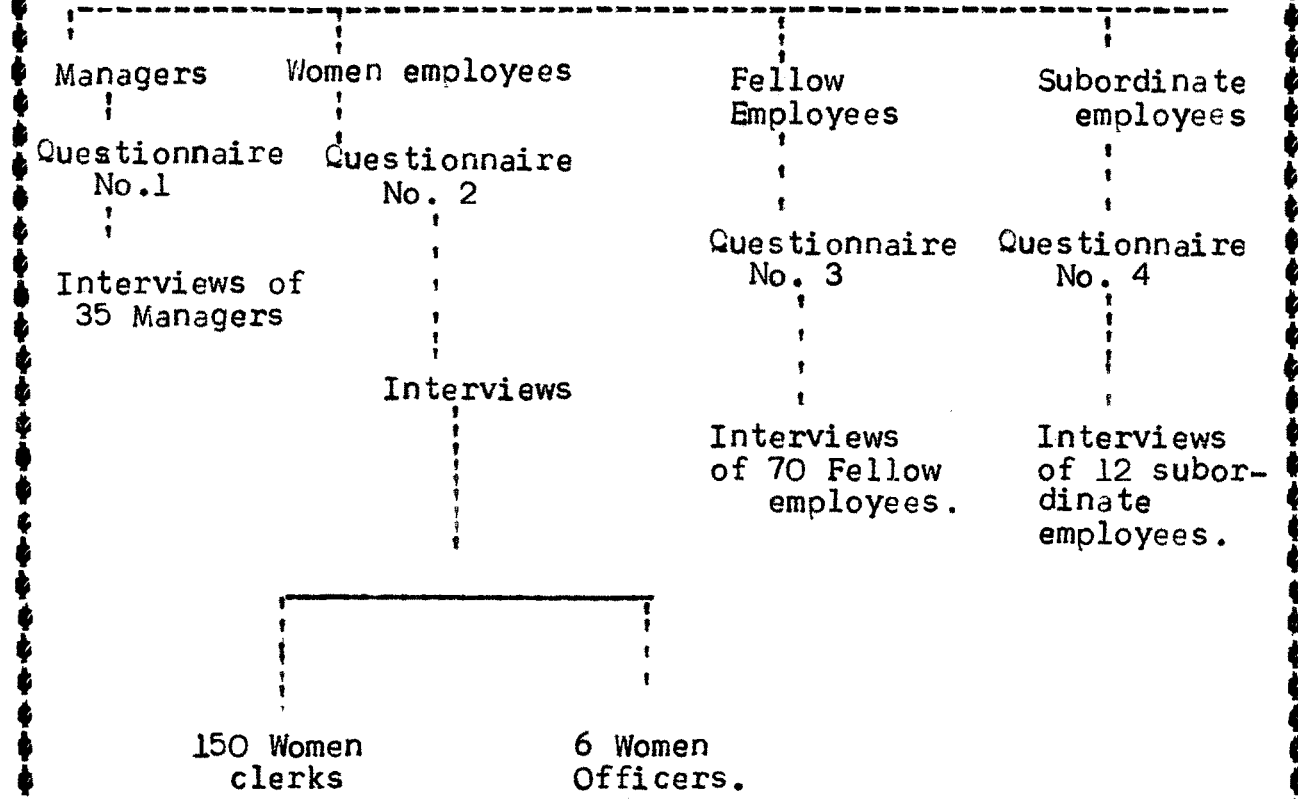 Managers
Women employees
Fellow
Employees
Subordinate
employees
Questionnaire
No.1
Questionnaire
No. 2
Questionnaire
No. 3
Questionnaire
No. 4
Interviews of
35 Managers
Interviews
Interviews
of 70 Fellow
employees.
Interviews
of 12 subor-
dinate
employees.
150 Women
clerks
6 Women
Officers.